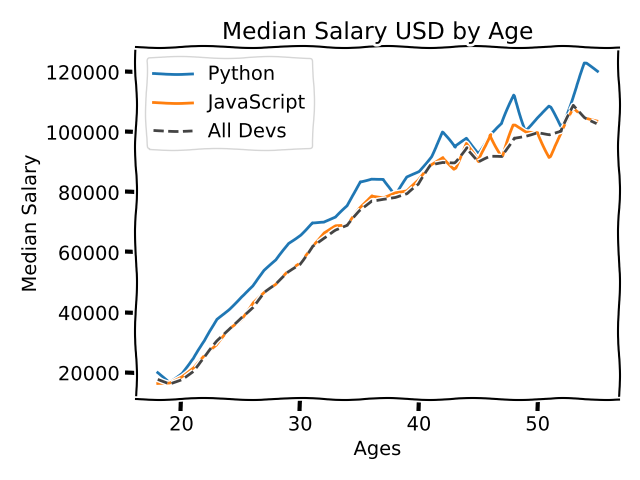 Median Salary USD by Age
Python
JavaScript
All Devs
120000
100000
80000
60000
40000
20000
Median Salary
20 30 40 50
Ages